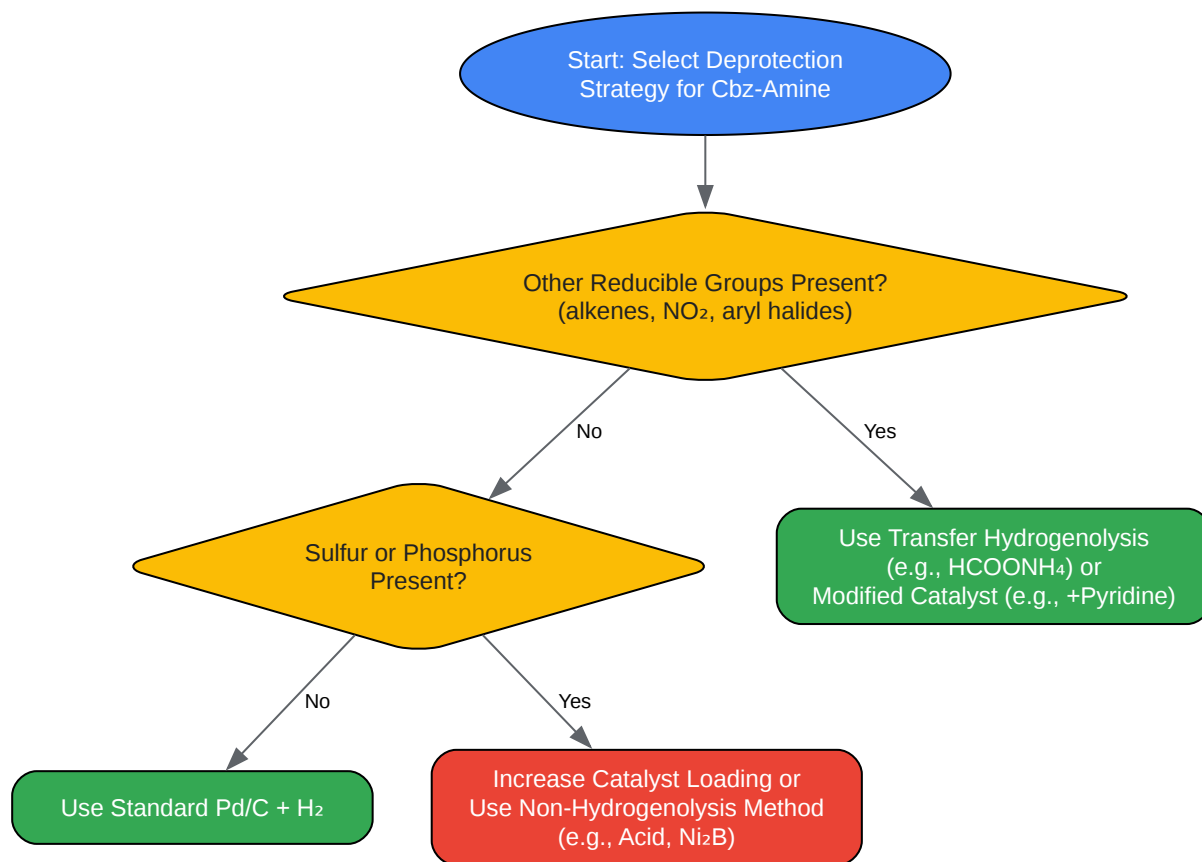 Start: Select Deprotection
Strategy for Cbz-Amine
Other Reducible Groups Present?
(alkenes, NO₂, aryl halides)
No
Yes
Sulfur or Phosphorus
Present?
Use Transfer Hydrogenolysis
(e.g., HCOONH₄) or
Modified Catalyst (e.g., +Pyridine)
No
Yes
Use Standard Pd/C + H₂
Increase Catalyst Loading or
Use Non-Hydrogenolysis Method
(e.g., Acid, Ni₂B)